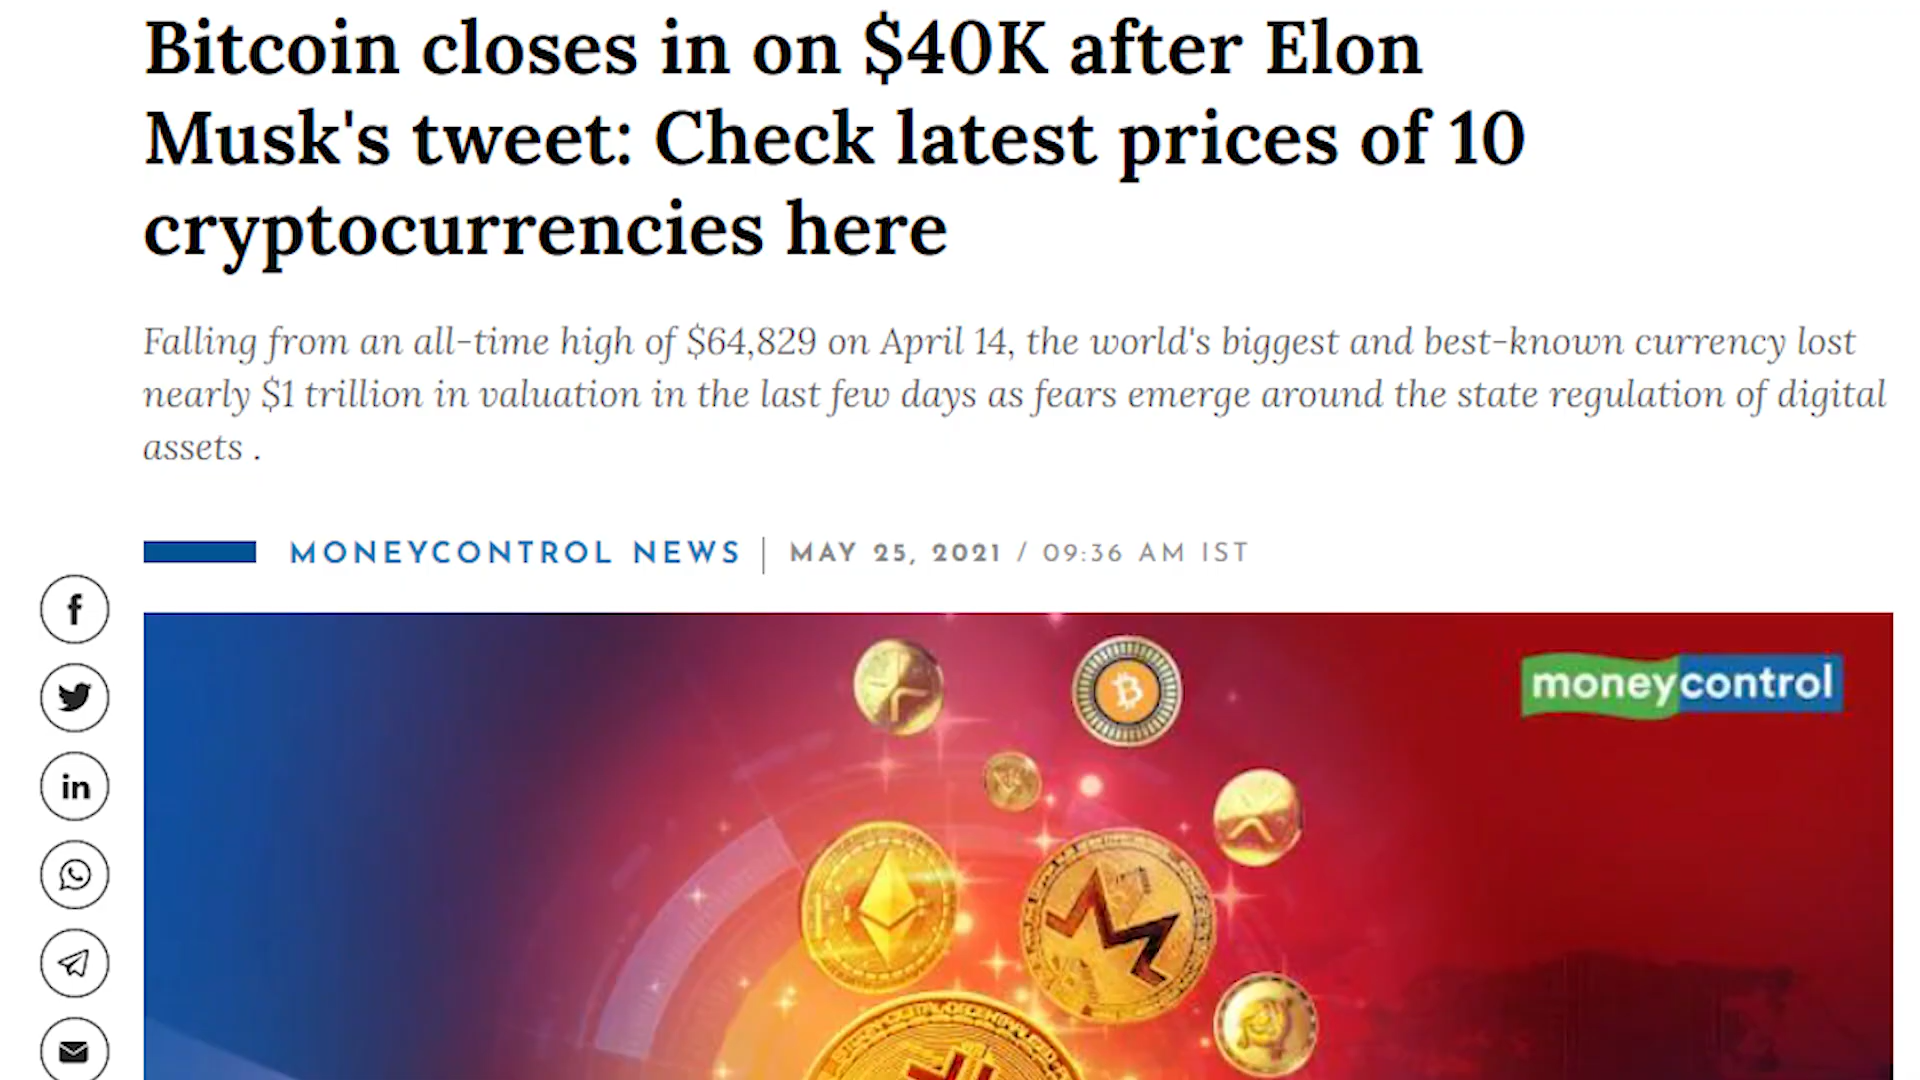 Bitcoin closes in on $40K after Elon
Musk's tweet: Check latest prices of 10
cryptocurrencies here
Falling from an all-time high of $64,829 on April 14, the world's biggest and best-known currency lost
nearly $1 trillion in valuation in the last few days as fears emerge around the state regulation of digital
assets .
MONEYCONTROL NEWS | MAY 25, 2021 / 09:36 AM IST
moneycontrol